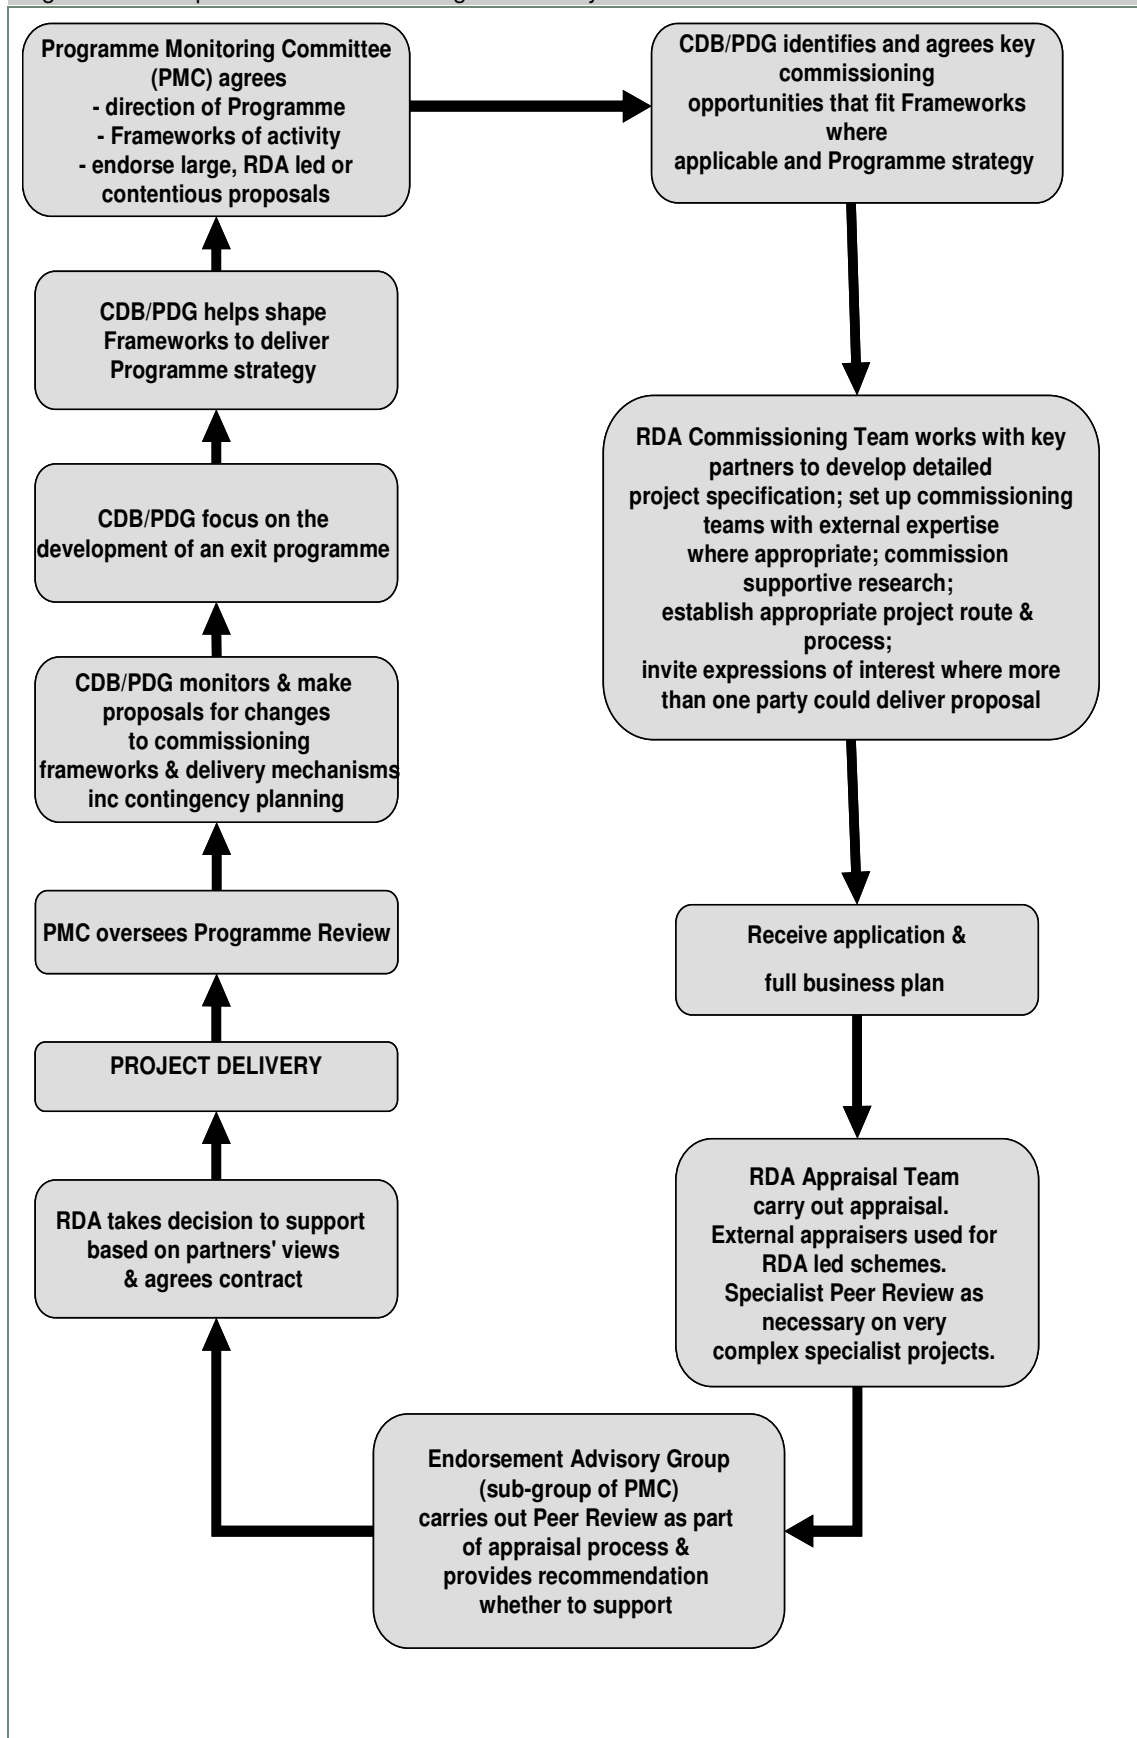 Programme Monitoring Committee
(PMC) agrees
- direction of Programme
- Frameworks of activity
- endorse large, RDA led or
contentious proposals
CDB/PDG identifies and agrees key
commissioning
opportunities that fit Frameworks
where
applicable and Programme strategy
RDA Commissioning Team works with key
partners to develop detailed
project specification; set up commissioning
teams with external expertise
where appropriate; commission
supportive research;
establish appropriate project route &
process;
invite expressions of interest where more
than one party could deliver proposal
Receive application &
full business plan
RDA Appraisal Team
carry out appraisal.
External appraisers used for
RDA led schemes.
Specialist Peer Review as
necessary on very
complex specialist projects.
Endorsement Advisory Group
(sub-group of PMC)
carries out Peer Review as part
of appraisal process &
provides recommendation
whether to support
RDA takes decision to support
based on partners' views
& agrees contract
PROJECT DELIVERY
PMC oversees Programme Review
CDB/PDG monitors & make
proposals for changes
to commissioning
frameworks & delivery mechanisms
inc contingency planning
CDB/PDG focus on the
development of an exit programme
CDB/PDG helps shape
Frameworks to deliver
Programme strategy